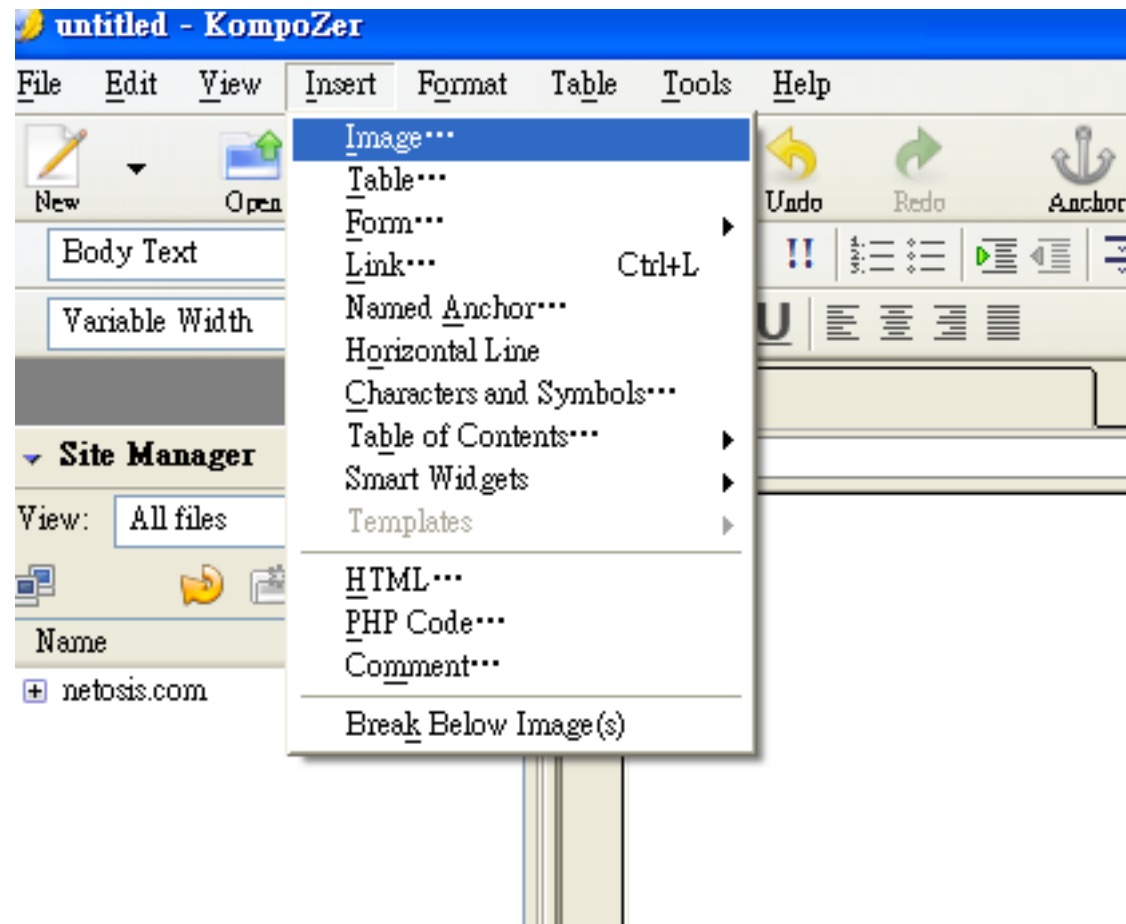 untitled - KompoZer
File Edit View Insert Format Table Tools Help
New Open Undo Redo Anchor
Body Text
Variable Width
Image···
Table···
Form···
Link··· Ctrl+L
Named Anchor···
Horizontal Line
Characters and Symbols···
Table of Contents···
Smart Widgets
Templates
HTML···
PHP Code···
Comment···
Break Below Image(s)
Site Manager
View: All files
Name
netosis.com